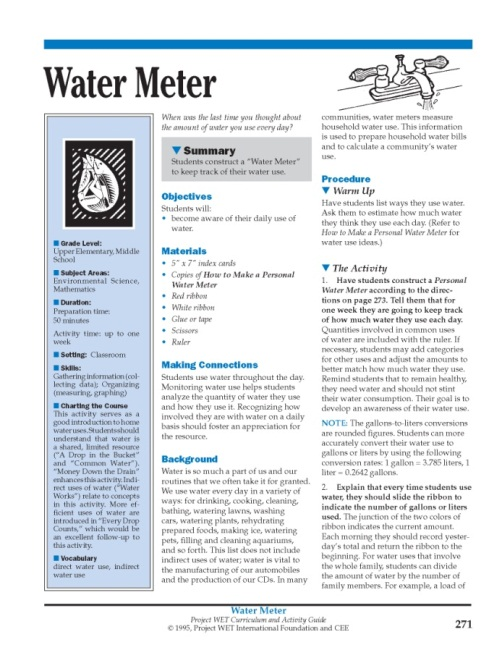 Water Meter
■ Grade Level:
Upper Elementary, Middle
School
■ Subject Areas:
Environmental Science,
Mathematics
■ Duration:
Preparation time:
50 minutes
Activity time: up to one
week
■ Setting: Classroom
■ Skills:
Gathering information (col-
lecting data); Organizing
(measuring, graphing)
■ Charting the Course
This activity serves as a
good introduction to home
water uses. Students should
understand that water is
a shared, limited resource
("A Drop in the Bucket"
and "Common Water").
"Money Down the Drain"
enhances this activity. Indi-
rect uses of water ("Water
Works") relate to concepts
in this activity. More ef-
ficient uses of water are
introduced in "Every Drop
Counts," which would be
an excellent follow-up to
this activity.
■ Vocabulary
direct water use, indirect
water use
When was the last time you thought about
the amount of water you use every day?
▼ Summary
Students construct a "Water Meter"
to keep track of their water use.
Objectives
Students will:
• become aware of their daily use of
water.
Materials
• 5" x 7" index cards
• Copies of How to Make a Personal
Water Meter
• Red ribbon
• White ribbon
• Glue or tape
• Scissors
• Ruler
Making Connections
Students use water throughout the day.
Monitoring water use helps students
analyze the quantity of water they use
and how they use it. Recognizing how
involved they are with water on a daily
basis should foster an appreciation for
the resource.
Background
Water is so much a part of us and our
routines that we often take it for granted.
We use water every day in a variety of
ways: for drinking, cooking, cleaning,
bathing, watering lawns, washing
cars, watering plants, rehydrating
prepared foods, making ice, watering
pets, filling and cleaning aquariums,
and so forth. This list does not include
indirect uses of water; water is vital to
the manufacturing of our automobiles
and the production of our CDs. In many
communities, water meters measure
household water use. This information
is used to prepare household water bills
and to calculate a community's water
use.
Procedure
▼ Warm Up
Have students list ways they use water.
Ask them to estimate how much water
they think they use each day. (Refer to
How to Make a Personal Water Meter for
water use ideas.)
▼ The Activity
1. Have students construct a Personal
Water Meter according to the direc-
tions on page 273. Tell them that for
one week they are going to keep track
of how much water they use each day.
Quantities involved in common uses
of water are included with the ruler. If
necessary, students may add categories
for other uses and adjust the amounts to
better match how much water they use.
Remind students that to remain healthy,
they need water and should not stint
their water consumption. Their goal is to
develop an awareness of their water use.
NOTE: The gallons-to-liters conversions
are rounded figures. Students can more
accurately convert their water use to
gallons or liters by using the following
conversion rates: 1 gallon = 3.785 liters, 1
liter = 0.2642 gallons.
2. Explain that every time students use
water, they should slide the ribbon to
indicate the number of gallons or liters
used. The junction of the two colors of
ribbon indicates the current amount.
Each morning they should record yester-
day's total and return the ribbon to the
beginning. For water uses that involve
the whole family, students can divide
the amount of water by the number of
family members. For example, a load of
Water Meter
Project WET Curriculum and Activity Guide
© 1995, Project WET International Foundation and CEE
271